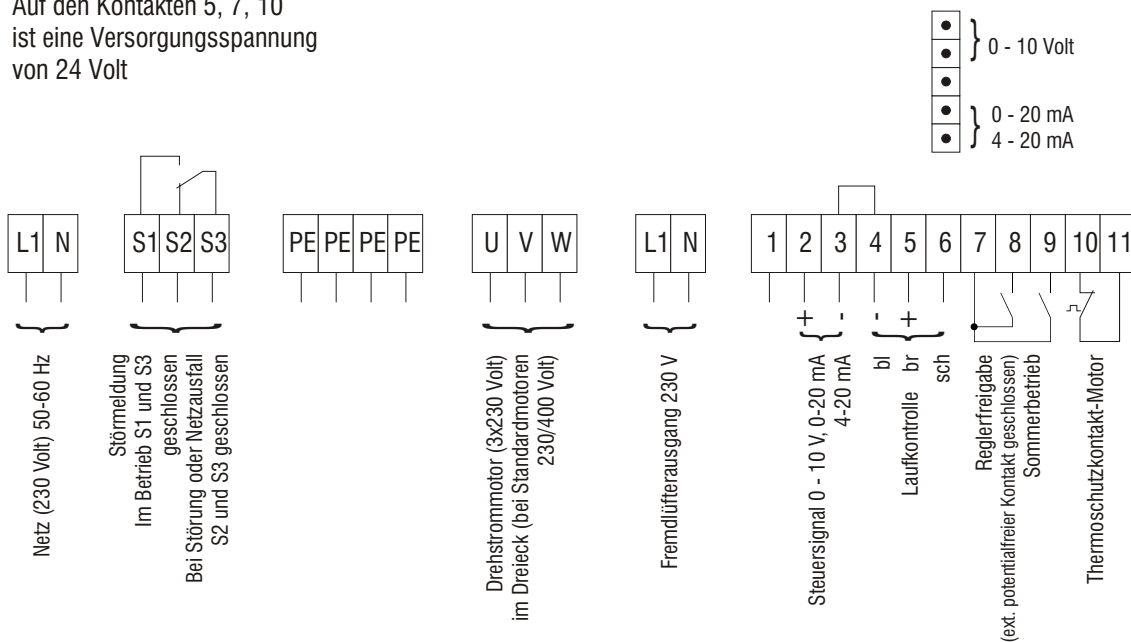 Auf den Kontakten 5, 7, 10
ist eine Versorgungsspannung
von 24 Volt
0 - 10 Volt
0 - 20 mA
4 - 20 mA
L1 N
S1 S2 S3
PE PE PE PE
U V W
L1 N
1 2 3 4 5 6 7 8 9 10 11
+ - - +
Netz (230 Volt) 50-60 Hz
Störmeldung
Im Betrieb S1 und S3
geschlossen
Bei Störung oder Netzausfall
S2 und S3 geschlossen
Drehstrommotor (3x230 Volt)
im Dreieck (bei Standardmotoren
230/400 Volt)
Fremdlüfterausgang 230 V
Steuersignal 0 - 10 V, 0-20 mA
4-20 mA
bl
br
sch
Laufkontrolle
Reglerfreigabe
(ext. potentialfreier Kontakt geschlossen)
Sommerbetrieb
Thermoschutzkontakt-Motor